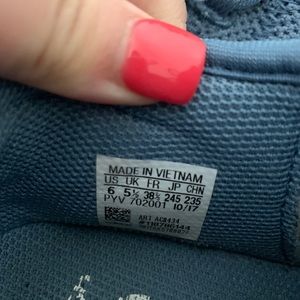 MADE IN VIETNAM
US UK FR JP CHN
6 5½ 38⅔ 245 235
PYV 702001 10/17
ART AC8434